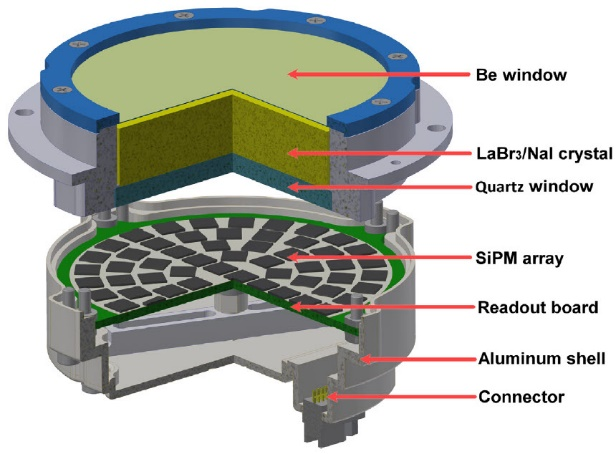 Be window
LaBr3/NaI crystal
Quartz window
SiPM array
Readout board
Aluminum shell
Connector